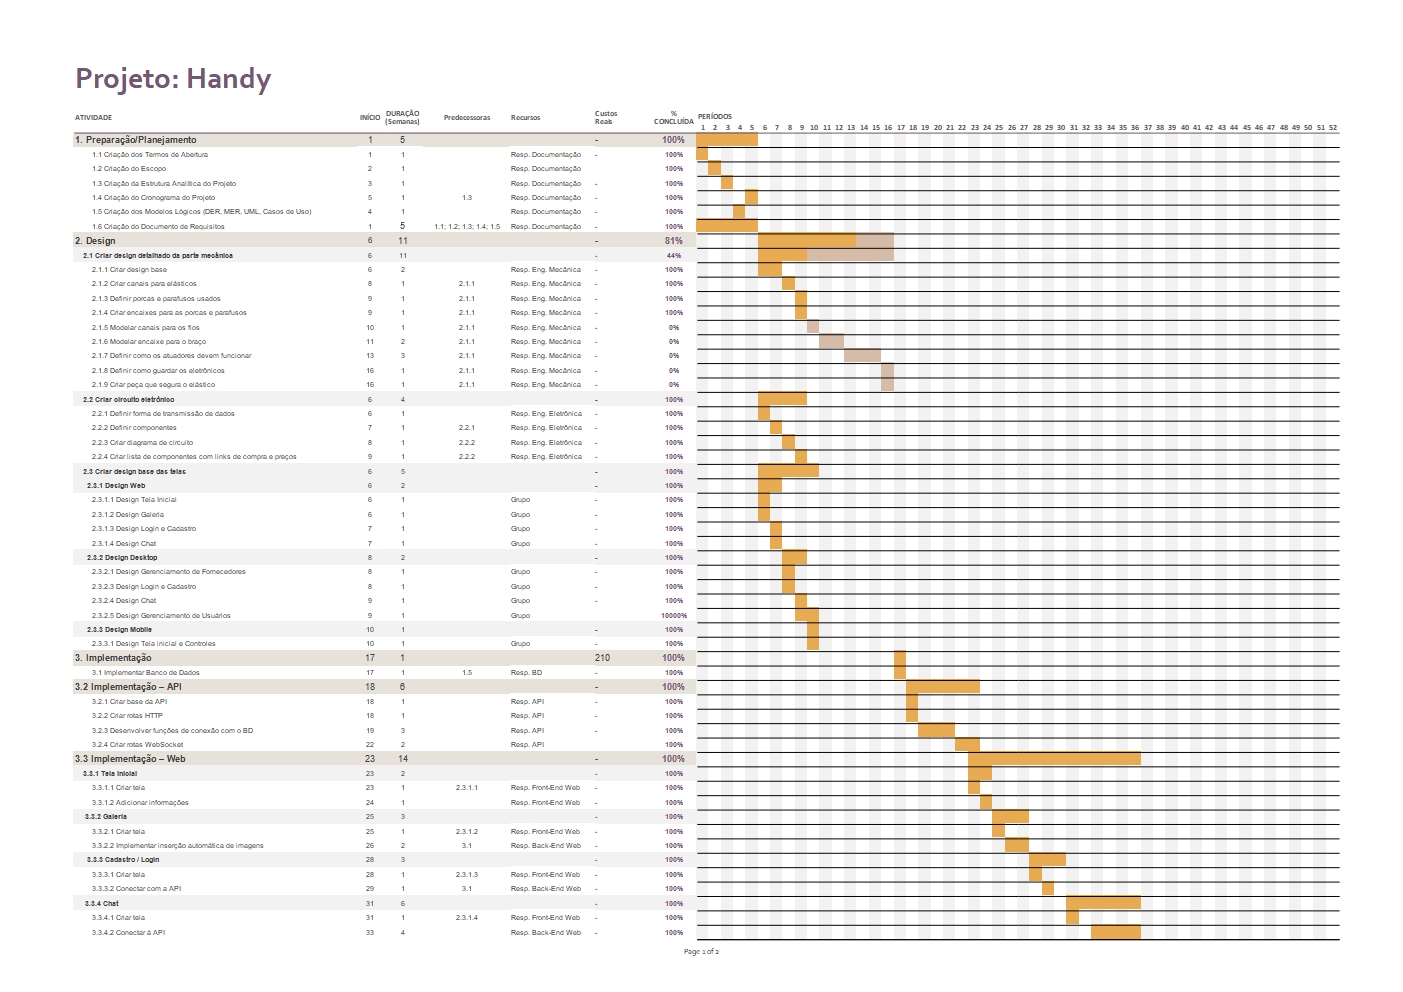 Projeto: Handy
ATIVIDADE INÍCIO DURAÇÃO (Semanas) Predecessoras Recursos Custos Reais % CONCLUÍDA PERÍODOS
1 2 3 4 5 6 7 8 9 10 11 12 13 14 15 16 17 18 19 20 21 22 23 24 25 26 27 28 29 30 31 32 33 34 35 36 37 38 39 40 41 42 43 44 45 46 47 48 49 50 51 52
1. Preparação/Planejamento 1 5 - 100%
1.1 Criação dos Termos de Abertura 1 1 Resp. Documentação - 100%
1.2 Criação do Escopo 2 1 Resp. Documentação 100%
1.3 Criação da Estrutura Analítica do Projeto 3 1 Resp. Documentação - 100%
1.4 Criação do Cronograma do Projeto 5 1 1.3 Resp. Documentação - 100%
1.5 Criação dos Modelos Lógicos (DER, MER, UML, Casos de Uso) 4 1 Resp. Documentação - 100%
1.6 Criação do Documento de Requisitos 1 5 1.1; 1.2; 1.3; 1.4; 1.5 Resp. Documentação - 100%
2. Design 6 11 - 81%
2.1 Criar design detalhado da parte mecânica 6 11 - 44%
2.1.1 Criar design base 6 2 Resp. Eng. Mecânica - 100%
2.1.2 Criar canais para elásticos 8 1 2.1.1 Resp. Eng. Mecânica - 100%
2.1.3 Definir porcas e parafusos usados 9 1 2.1.1 Resp. Eng. Mecânica - 100%
2.1.4 Criar encaixes para as porcas e parafusos 9 1 2.1.1 Resp. Eng. Mecânica - 100%
2.1.5 Modelar canais para os fios 10 1 2.1.1 Resp. Eng. Mecânica - 0%
2.1.6 Modelar encaixe para o braço 11 2 2.1.1 Resp. Eng. Mecânica - 0%
2.1.7 Definir como os atuadores devem funcionar 13 3 2.1.1 Resp. Eng. Mecânica - 0%
2.1.8 Definir como guardar os eletrônicos 16 1 2.1.1 Resp. Eng. Mecânica - 0%
2.1.9 Criar peça que segura o elástico 16 1 2.1.1 Resp. Eng. Mecânica - 0%
2.2 Criar circuito eletrônico 6 4 - 100%
2.2.1 Definir forma de transmissão de dados 6 1 Resp. Eng. Eletrônica - 100%
2.2.2 Definir componentes 7 1 2.2.1 Resp. Eng. Eletrônica - 100%
2.2.3 Criar diagrama de circuito 8 1 2.2.2 Resp. Eng. Eletrônica - 100%
2.2.4 Criar lista de componentes com links de compra e preços 9 1 2.2.2 Resp. Eng. Eletrônica - 100%
2.3 Criar design base das telas 6 5 - 100%
2.3.1 Design Web 6 2 - 100%
2.3.1.1 Design Tela Inicial 6 1 Grupo - 100%
2.3.1.2 Design Galeria 6 1 Grupo - 100%
2.3.1.3 Design Login e Cadastro 7 1 Grupo - 100%
2.3.1.4 Design Chat 7 1 Grupo - 100%
2.3.2 Design Desktop 8 2 - 100%
2.3.2.1 Design Gerenciamento de Fornecedores 8 1 Grupo - 100%
2.3.2.3 Design Login e Cadastro 8 1 Grupo - 100%
2.3.2.4 Design Chat 9 1 Grupo - 100%
2.3.2.5 Design Gerenciamento de Usuários 9 1 Grupo 10000%
2.3.3 Design Mobile 10 1 - 100%
2.3.3.1 Design Tela inicial e Controles 10 1 Grupo - 100%
3. Implementação 17 1 210 100%
3.1 Implementar Banco de Dados 17 1 1.5 Resp. BD - 100%
3.2 Implementação – API 18 6 - 100%
3.2.1 Criar base da API 18 1 Resp. API - 100%
3.2.2 Criar rotas HTTP 18 1 Resp. API - 100%
3.2.3 Desenvolver funções de conexão com o BD 19 3 Resp. API - 100%
3.2.4 Criar rotas WebSocket 22 2 Resp. API 100%
3.3 Implementação – Web 23 14 - 100%
3.3.1 Tela Inicial 23 2 - 100%
3.3.1.1 Criar tela 23 1 2.3.1.1 Resp. Front-End Web - 100%
3.3.1.2 Adicionar informações 24 1 Resp. Front-End Web - 100%
3.3.2 Galeria 25 3 - 100%
3.3.2.1 Criar tela 25 1 2.3.1.2 Resp. Front-End Web - 100%
3.3.2.2 Implementar inserção automática de imagens 26 2 3.1 Resp. Back-End Web - 100%
3.3.3 Cadastro / Login 28 3 - 100%
3.3.3.1 Criar tela 28 1 2.3.1.3 Resp. Front-End Web - 100%
3.3.3.2 Conectar com a API 29 1 3.1 Resp. Back-End Web - 100%
3.3.4 Chat 31 6 - 100%
3.3.4.1 Criar tela 31 1 2.3.1.4 Resp. Front-End Web - 100%
3.3.4.2 Conectar à API 33 4 Resp. Back-End Web - 100%
Page 1 of 2